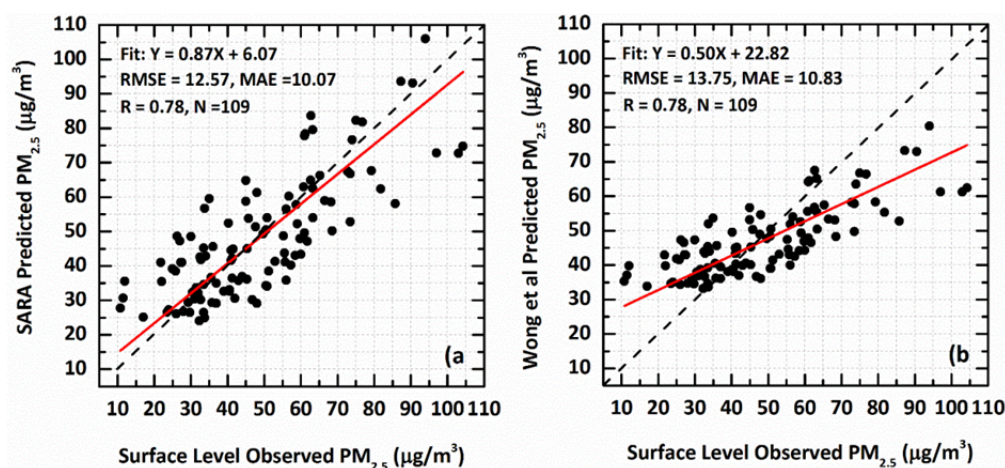 110
100
90
80
70
60
50
40
30
20
10
SARA Predicted PM2.5 (µg/m³)
Fit: Y = 0.87X + 6.07
RMSE = 12.57, MAE =10.07
R = 0.78, N = 109
(a
10 20 30 40 50 60 70 80 90 100 110
Surface Level Observed PM2.5 (µg/m³)
110
100
90
80
70
60
50
40
30
20
10
Wong et al Predicted PM2.5 (µg/m³)
Fit: Y = 0.50X + 22.82
RMSE = 13.75, MAE = 10.83
R = 0.78, N = 109
(b
10 20 30 40 50 60 70 80 90 100 110
Surface Level Observed PM2.5 (µg/m³)